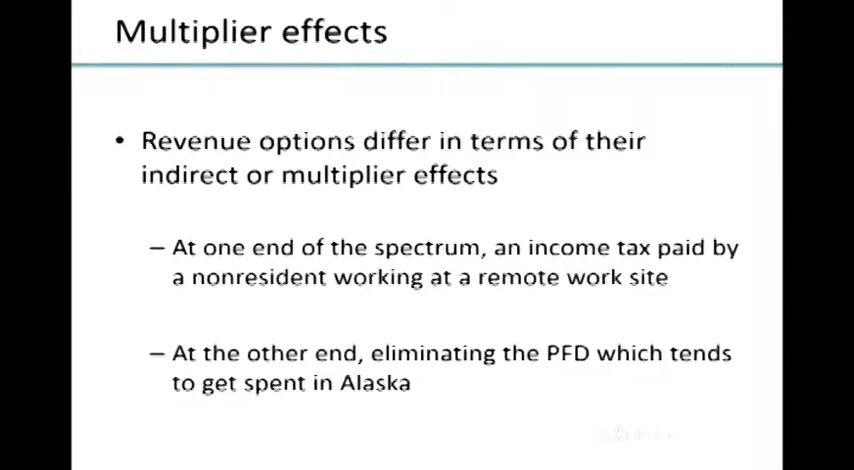 Multiplier effects
• Revenue options differ in terms of their
indirect or multiplier effects
– At one end of the spectrum, an income tax paid by
a nonresident working at a remote work site
– At the other end, eliminating the PFD which tends
to get spent in Alaska